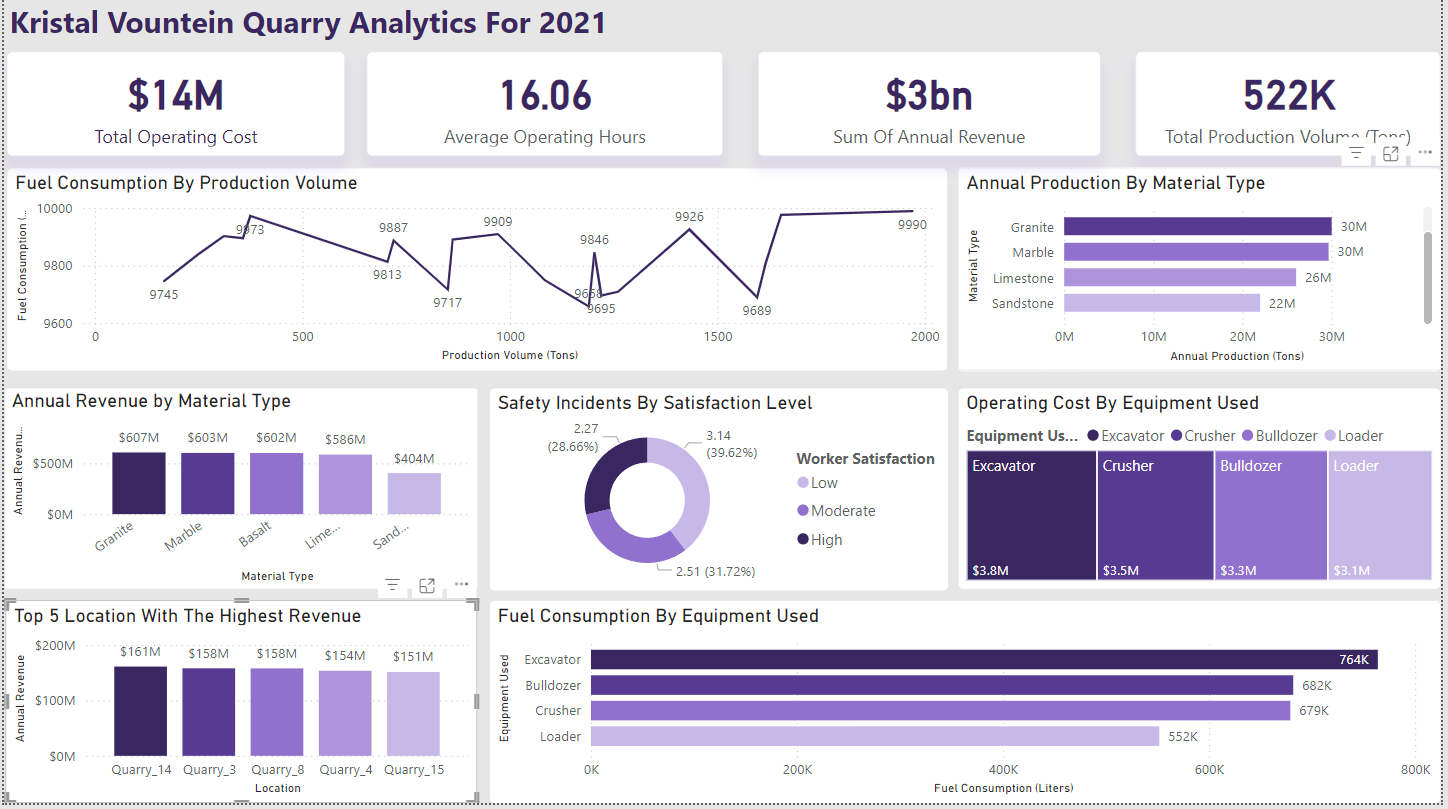 Kristal Vountein Quarry Analytics For 2021
$14M
Total Operating Cost
16.06
Average Operating Hours
$3bn
Sum Of Annual Revenue
522K
Total Production Volume (Tons)
Fuel Consumption By Production Volume
Fuel Consumption (...
10000
9800
9600
9745
9973
9813
9887
9717
9909
9658
9846
9695
9926
9689
9990
0
500
1000
1500
2000
Production Volume (Tons)
Annual Production By Material Type
Material Type
Granite
30M
Marble
30M
Limestone
26M
Sandstone
22M
0M
10M
20M
30M
Annual Production (Tons)
Annual Revenue by Material Type
Annual Revenu...
$500M
$0M
$607M
$603M
$602M
$586M
$404M
Granite
Marble
Basalt
Lime...
Sand...
Material Type
Safety Incidents By Satisfaction Level
2.27
(28.66%)
3.14
(39.62%)
2.51 (31.72%)
Worker Satisfaction
Low
Moderate
High
Operating Cost By Equipment Used
Equipment Us...
Excavator
Crusher
Bulldozer
Loader
Excavator
Crusher
Bulldozer
Loader
$3.8M
$3.5M
$3.3M
$3.1M
Top 5 Location With The Highest Revenue
Annual Revenue
$200M
$100M
$0M
$161M
$158M
$158M
$154M
$151M
Quarry_14
Quarry_3
Quarry_8
Quarry_4
Quarry_15
Location
Fuel Consumption By Equipment Used
Equipment Used
Excavator
764K
Bulldozer
682K
Crusher
679K
Loader
552K
0K
200K
400K
600K
800K
Fuel Consumption (Liters)